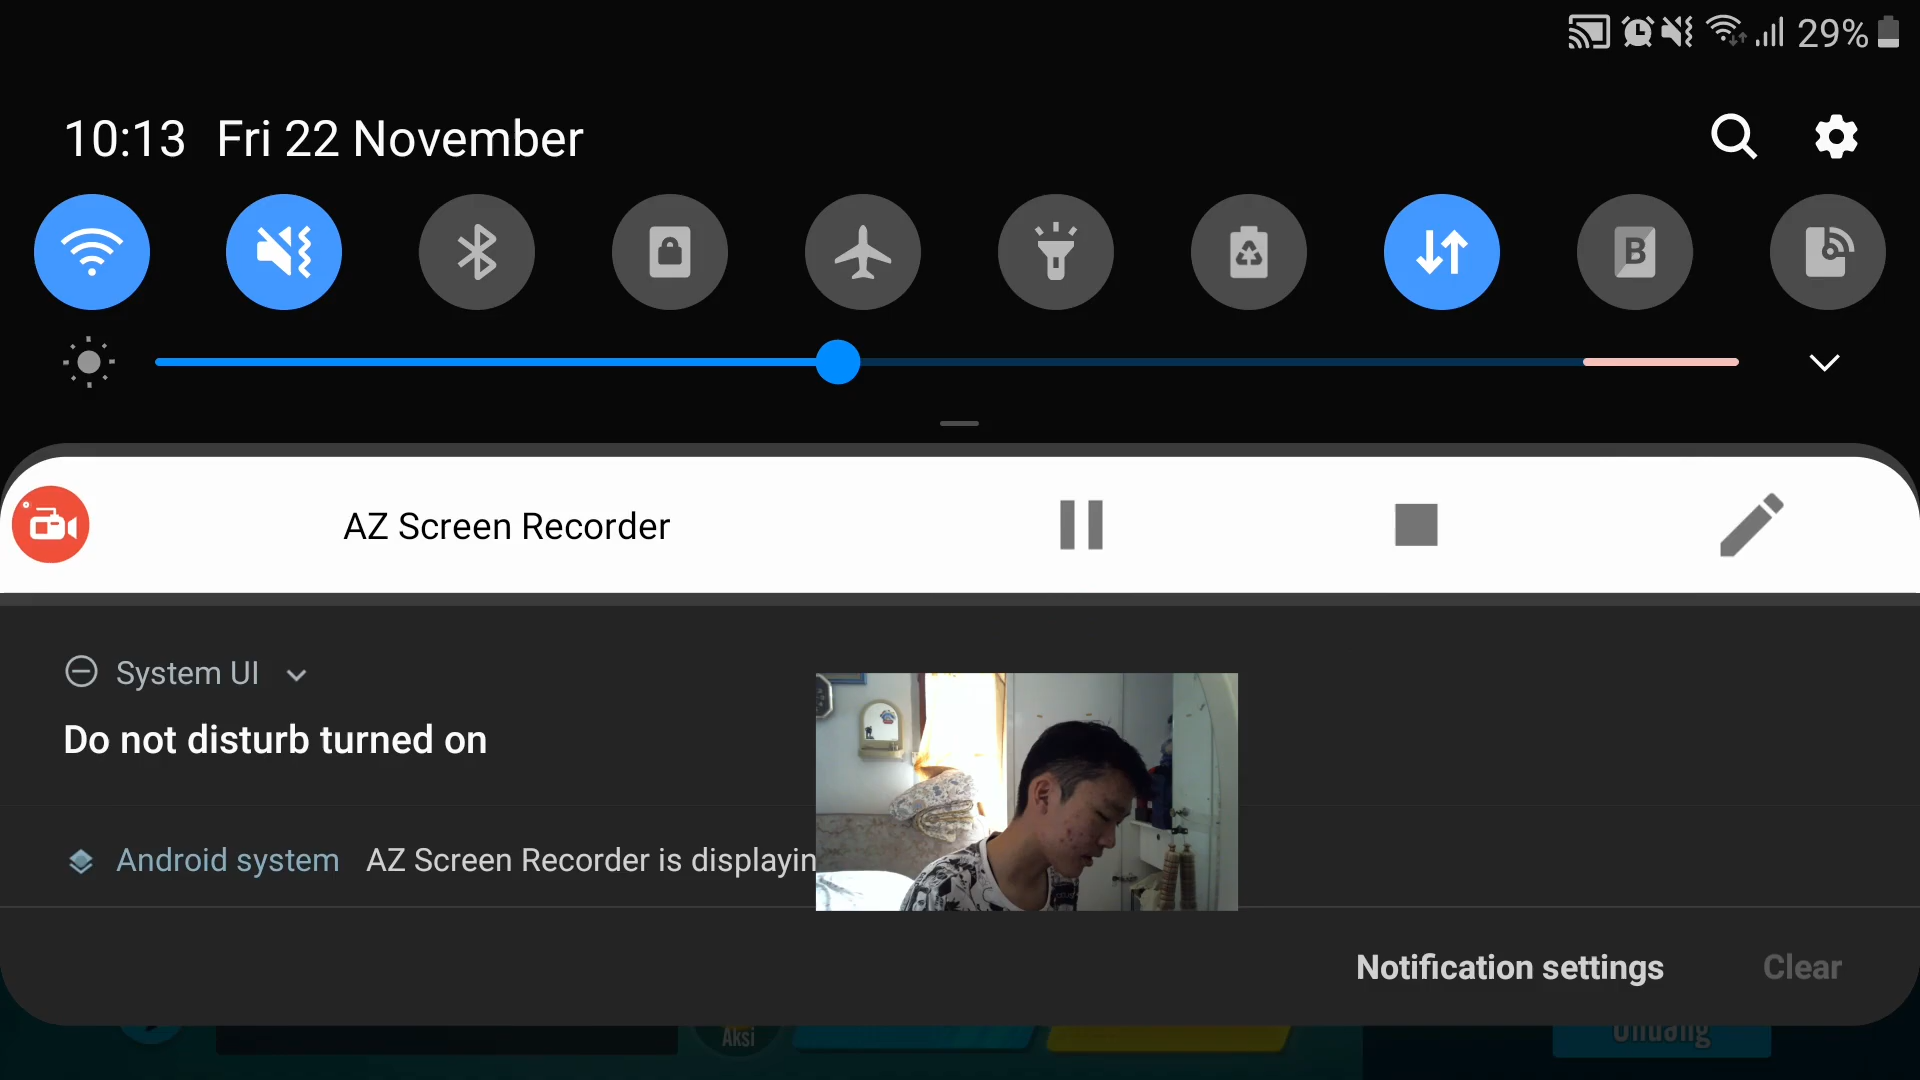 29%
10:13 Fri 22 November
B
AZ Screen Recorder
System UI
Do not disturb turned on
Android system AZ Screen Recorder is displayin
Notification settings Clear
Aksi
Undang